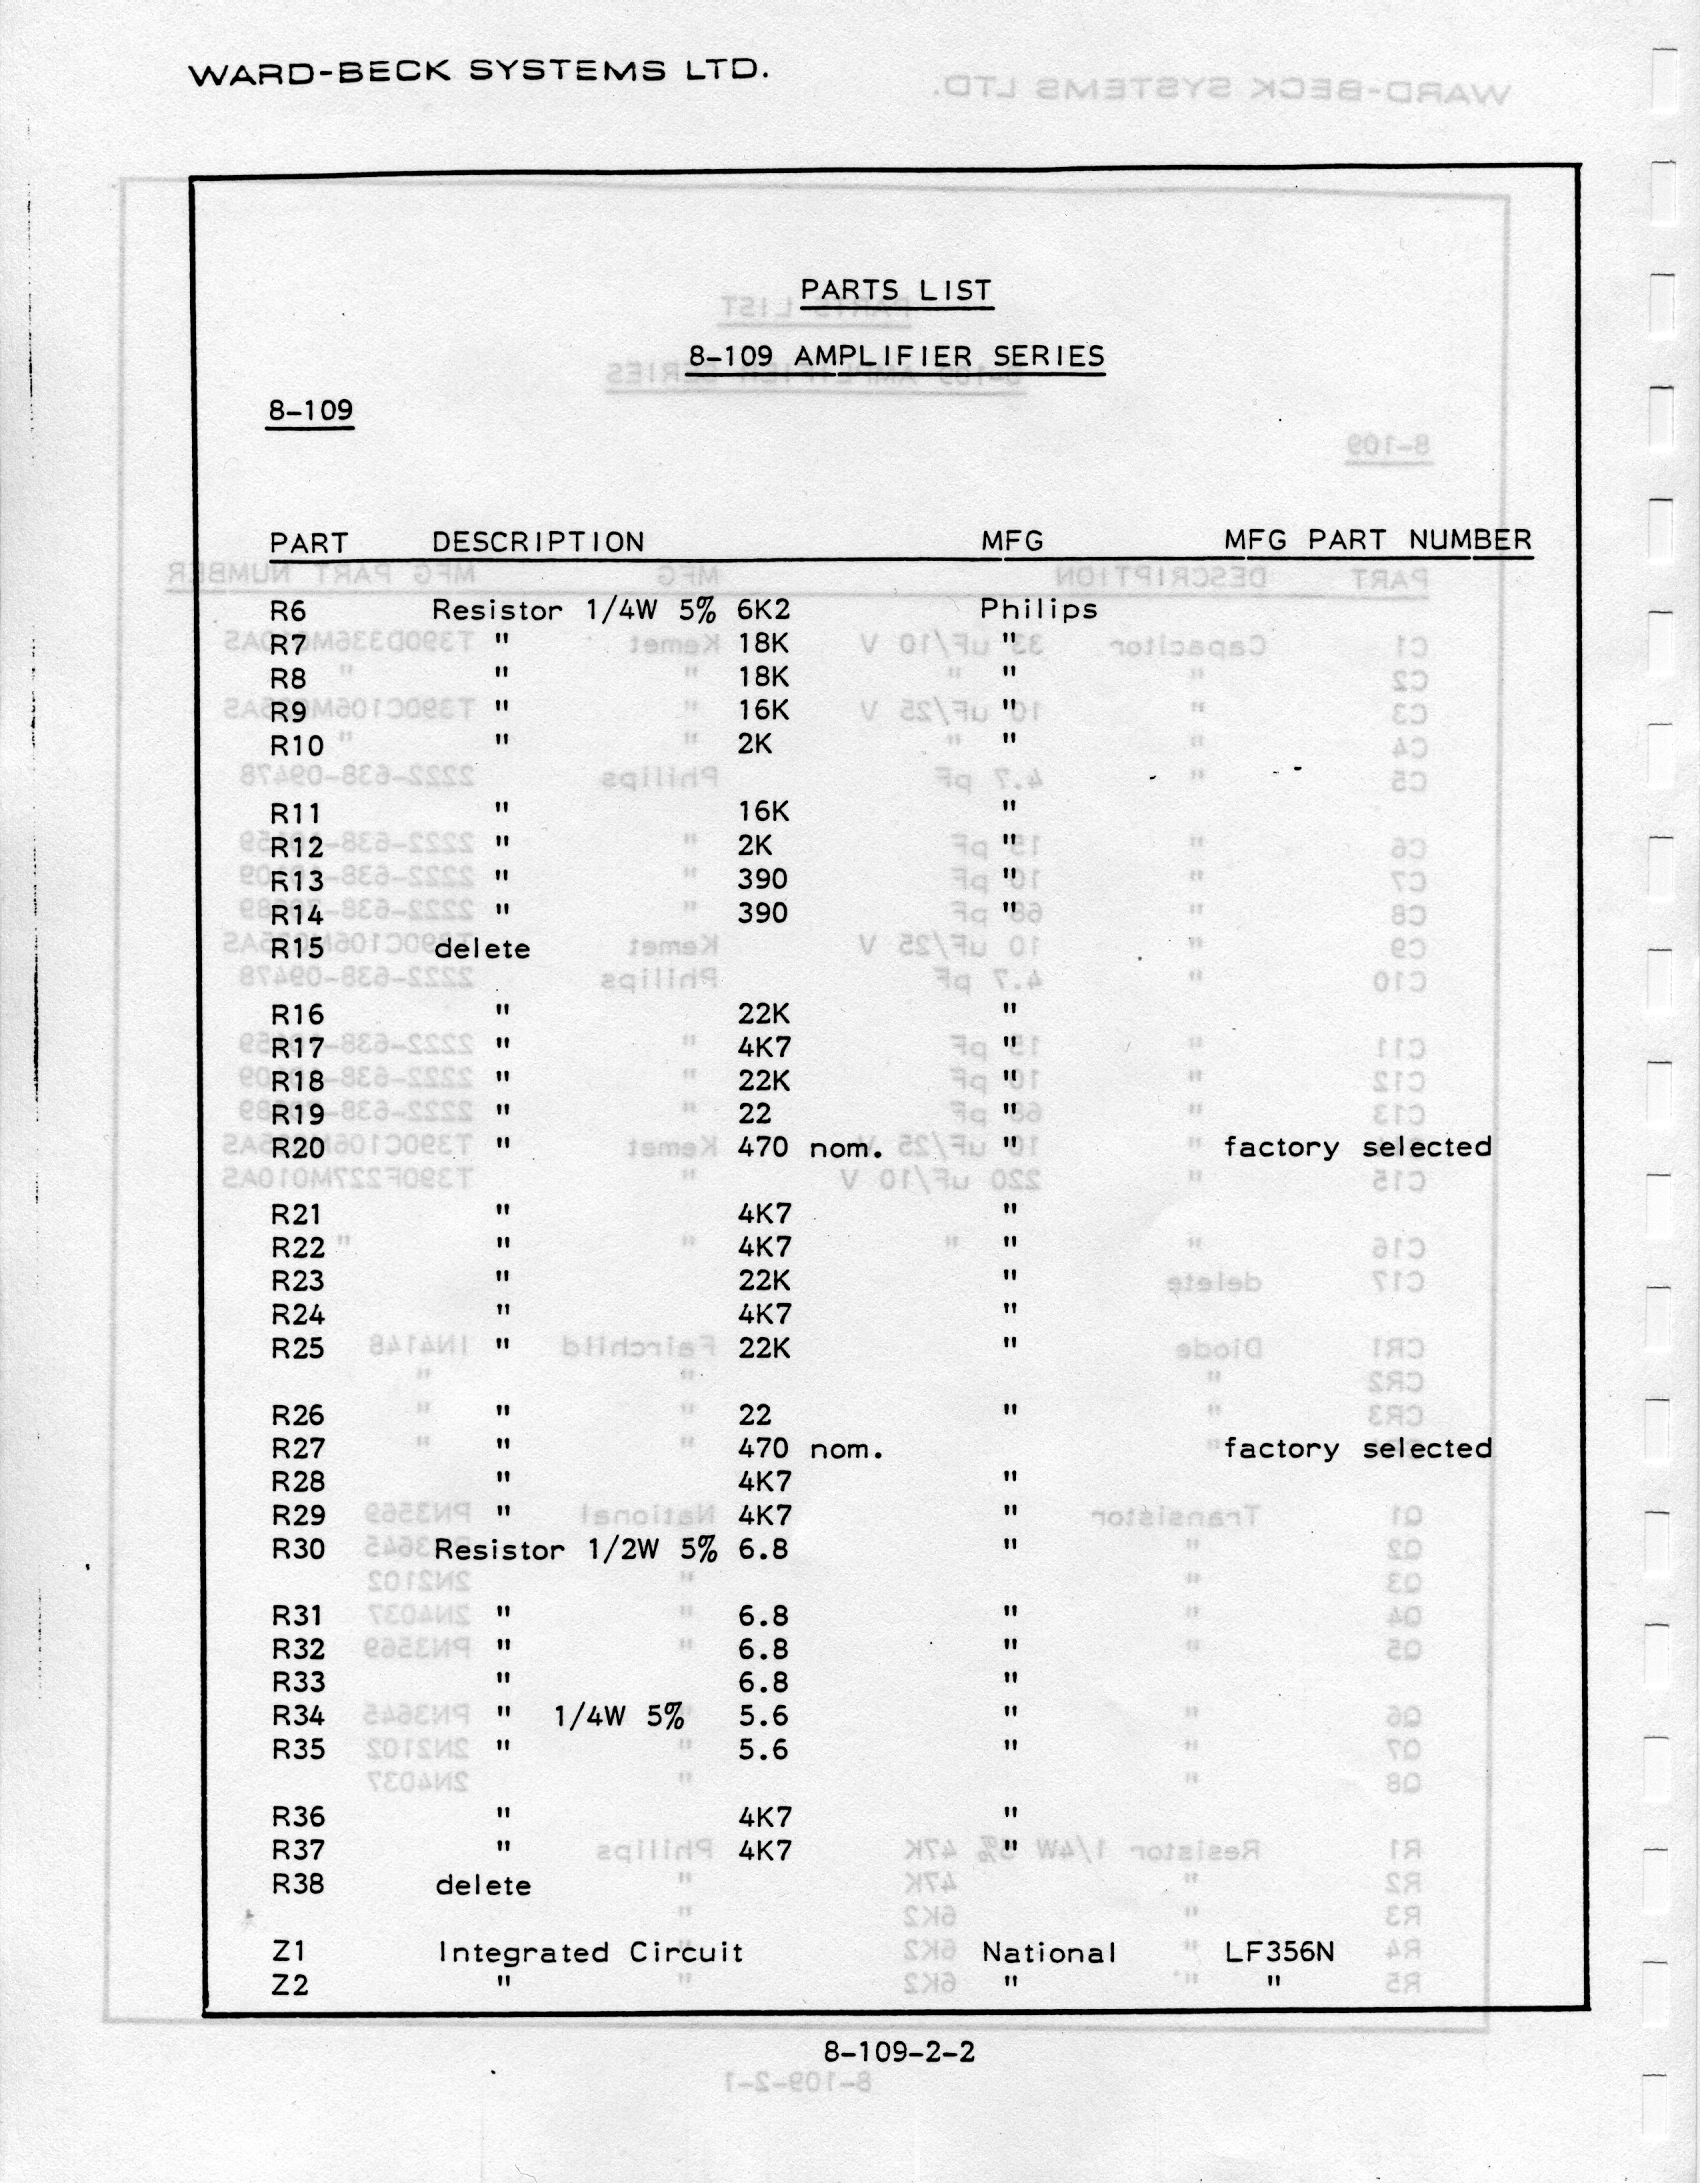 WARD-BECK SYSTEMS LTD.
PARTS LIST
8-109 AMPLIFIER SERIES
8-109
PART DESCRIPTION MFG MFG PART NUMBER
R6 Resistor 1/4W 5% 6K2 Philips
R7 " 18K "
R8 " 18K "
R9 " 16K "
R10 " 2K "
R11 " 16K "
R12 " 2K "
R13 " 390 "
R14 " 390 "
R15 delete
R16 " 22K "
R17 " 4K7 "
R18 " 22K "
R19 " 22 "
R20 " 470 nom. " factory selected
R21 " 4K7 "
R22 " 4K7 "
R23 " 22K "
R24 " 4K7 "
R25 " 22K "
R26 " 22 "
R27 " 470 nom. factory selected
R28 " 4K7 "
R29 " 4K7 "
R30 Resistor 1/2W 5% 6.8 "
R31 " 6.8 "
R32 " 6.8 "
R33 " 6.8 "
R34 " 1/4W 5% 5.6 "
R35 " 5.6 "
R36 " 4K7 "
R37 " 4K7 "
R38 delete
Z1 Integrated Circuit National LF356N
Z2 " " "
8-109-2-2